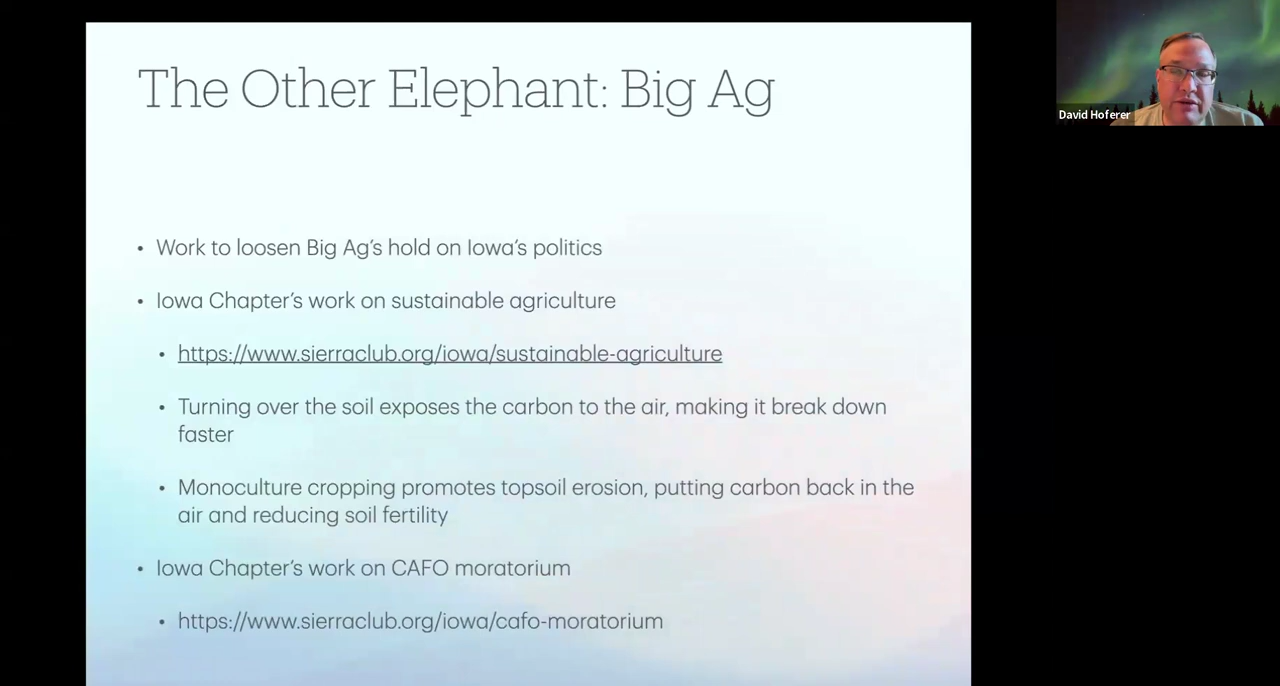 The Other Elephant: Big Ag
David Hoferer
• Work to loosen Big Ag’s hold on Iowa’s politics
• Iowa Chapter’s work on sustainable agriculture
• https://www.sierraclub.org/iowa/sustainable-agriculture
• Turning over the soil exposes the carbon to the air, making it break down
faster
• Monoculture cropping promotes topsoil erosion, putting carbon back in the
air and reducing soil fertility
• Iowa Chapter’s work on CAFO moratorium
• https://www.sierraclub.org/iowa/cafo-moratorium